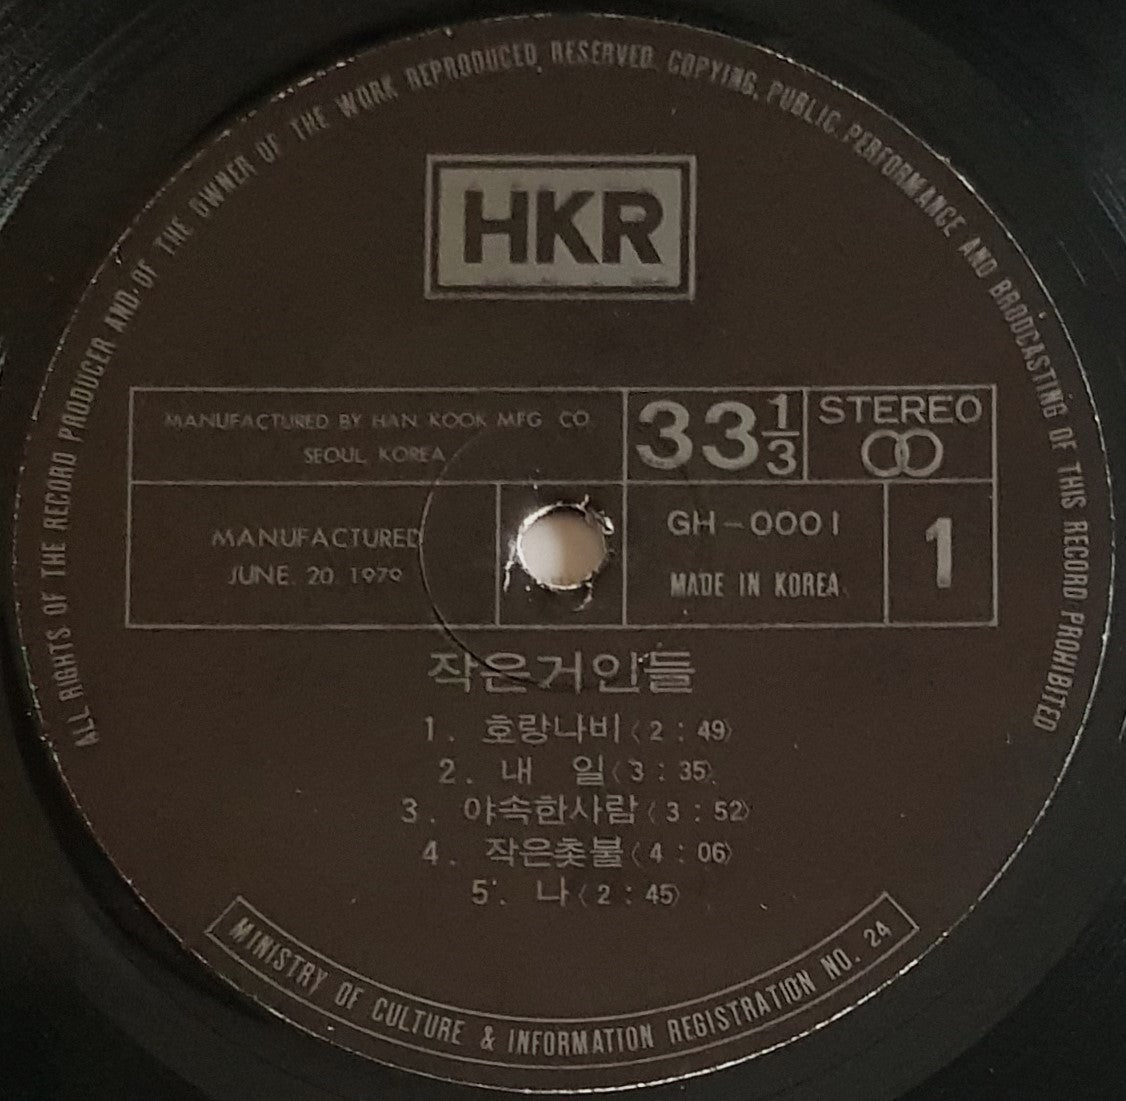 ALL RIGHTS OF THE RECORD PRODUCER AND OF THE OWNER OF THE WORK REPRODUCED RESERVED. COPYING, PUBLIC PERFORMANCE AND BRODCASTING OF THIS RECORD PROHIBITED
HKR
MANUFACTURED BY HAN KOOK MFG CO.
SEOUL KOREA
33 1/3
STEREO
MANUFACTURED
JUNE. 20. 1979
GH-0001
MADE IN KOREA
1
작은거인들
1. 호랑나비〈2:49〉
2. 내 일〈3:35〉
3. 야속한사람〈3:52〉
4. 작은촛불〈4:06〉
5. 나〈2:45〉
MINISTRY OF CULTURE & INFORMATION REGISTRATION NO. 24